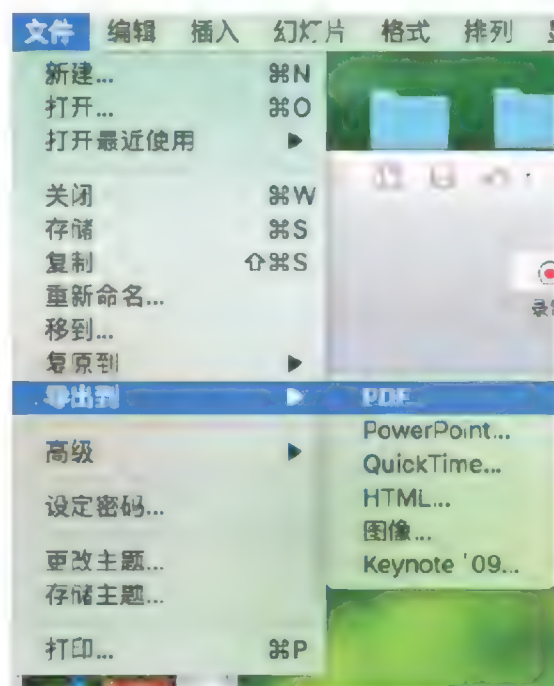 文件 编辑 插入 幻灯片 格式 排列
新建... ⌘N
打开... ⌘O
打开最近使用 ▶
关闭 ⌘W
存储 ⌘S
复制 ⇧⌘S
重新命名...
移到...
复原到 ▶
导出到 ▶ PDF...
PowerPoint...
高级 ▶
QuickTime...
HTML...
设定密码...
图像...
更改主题...
Keynote '09...
存储主题...
打印... ⌘P